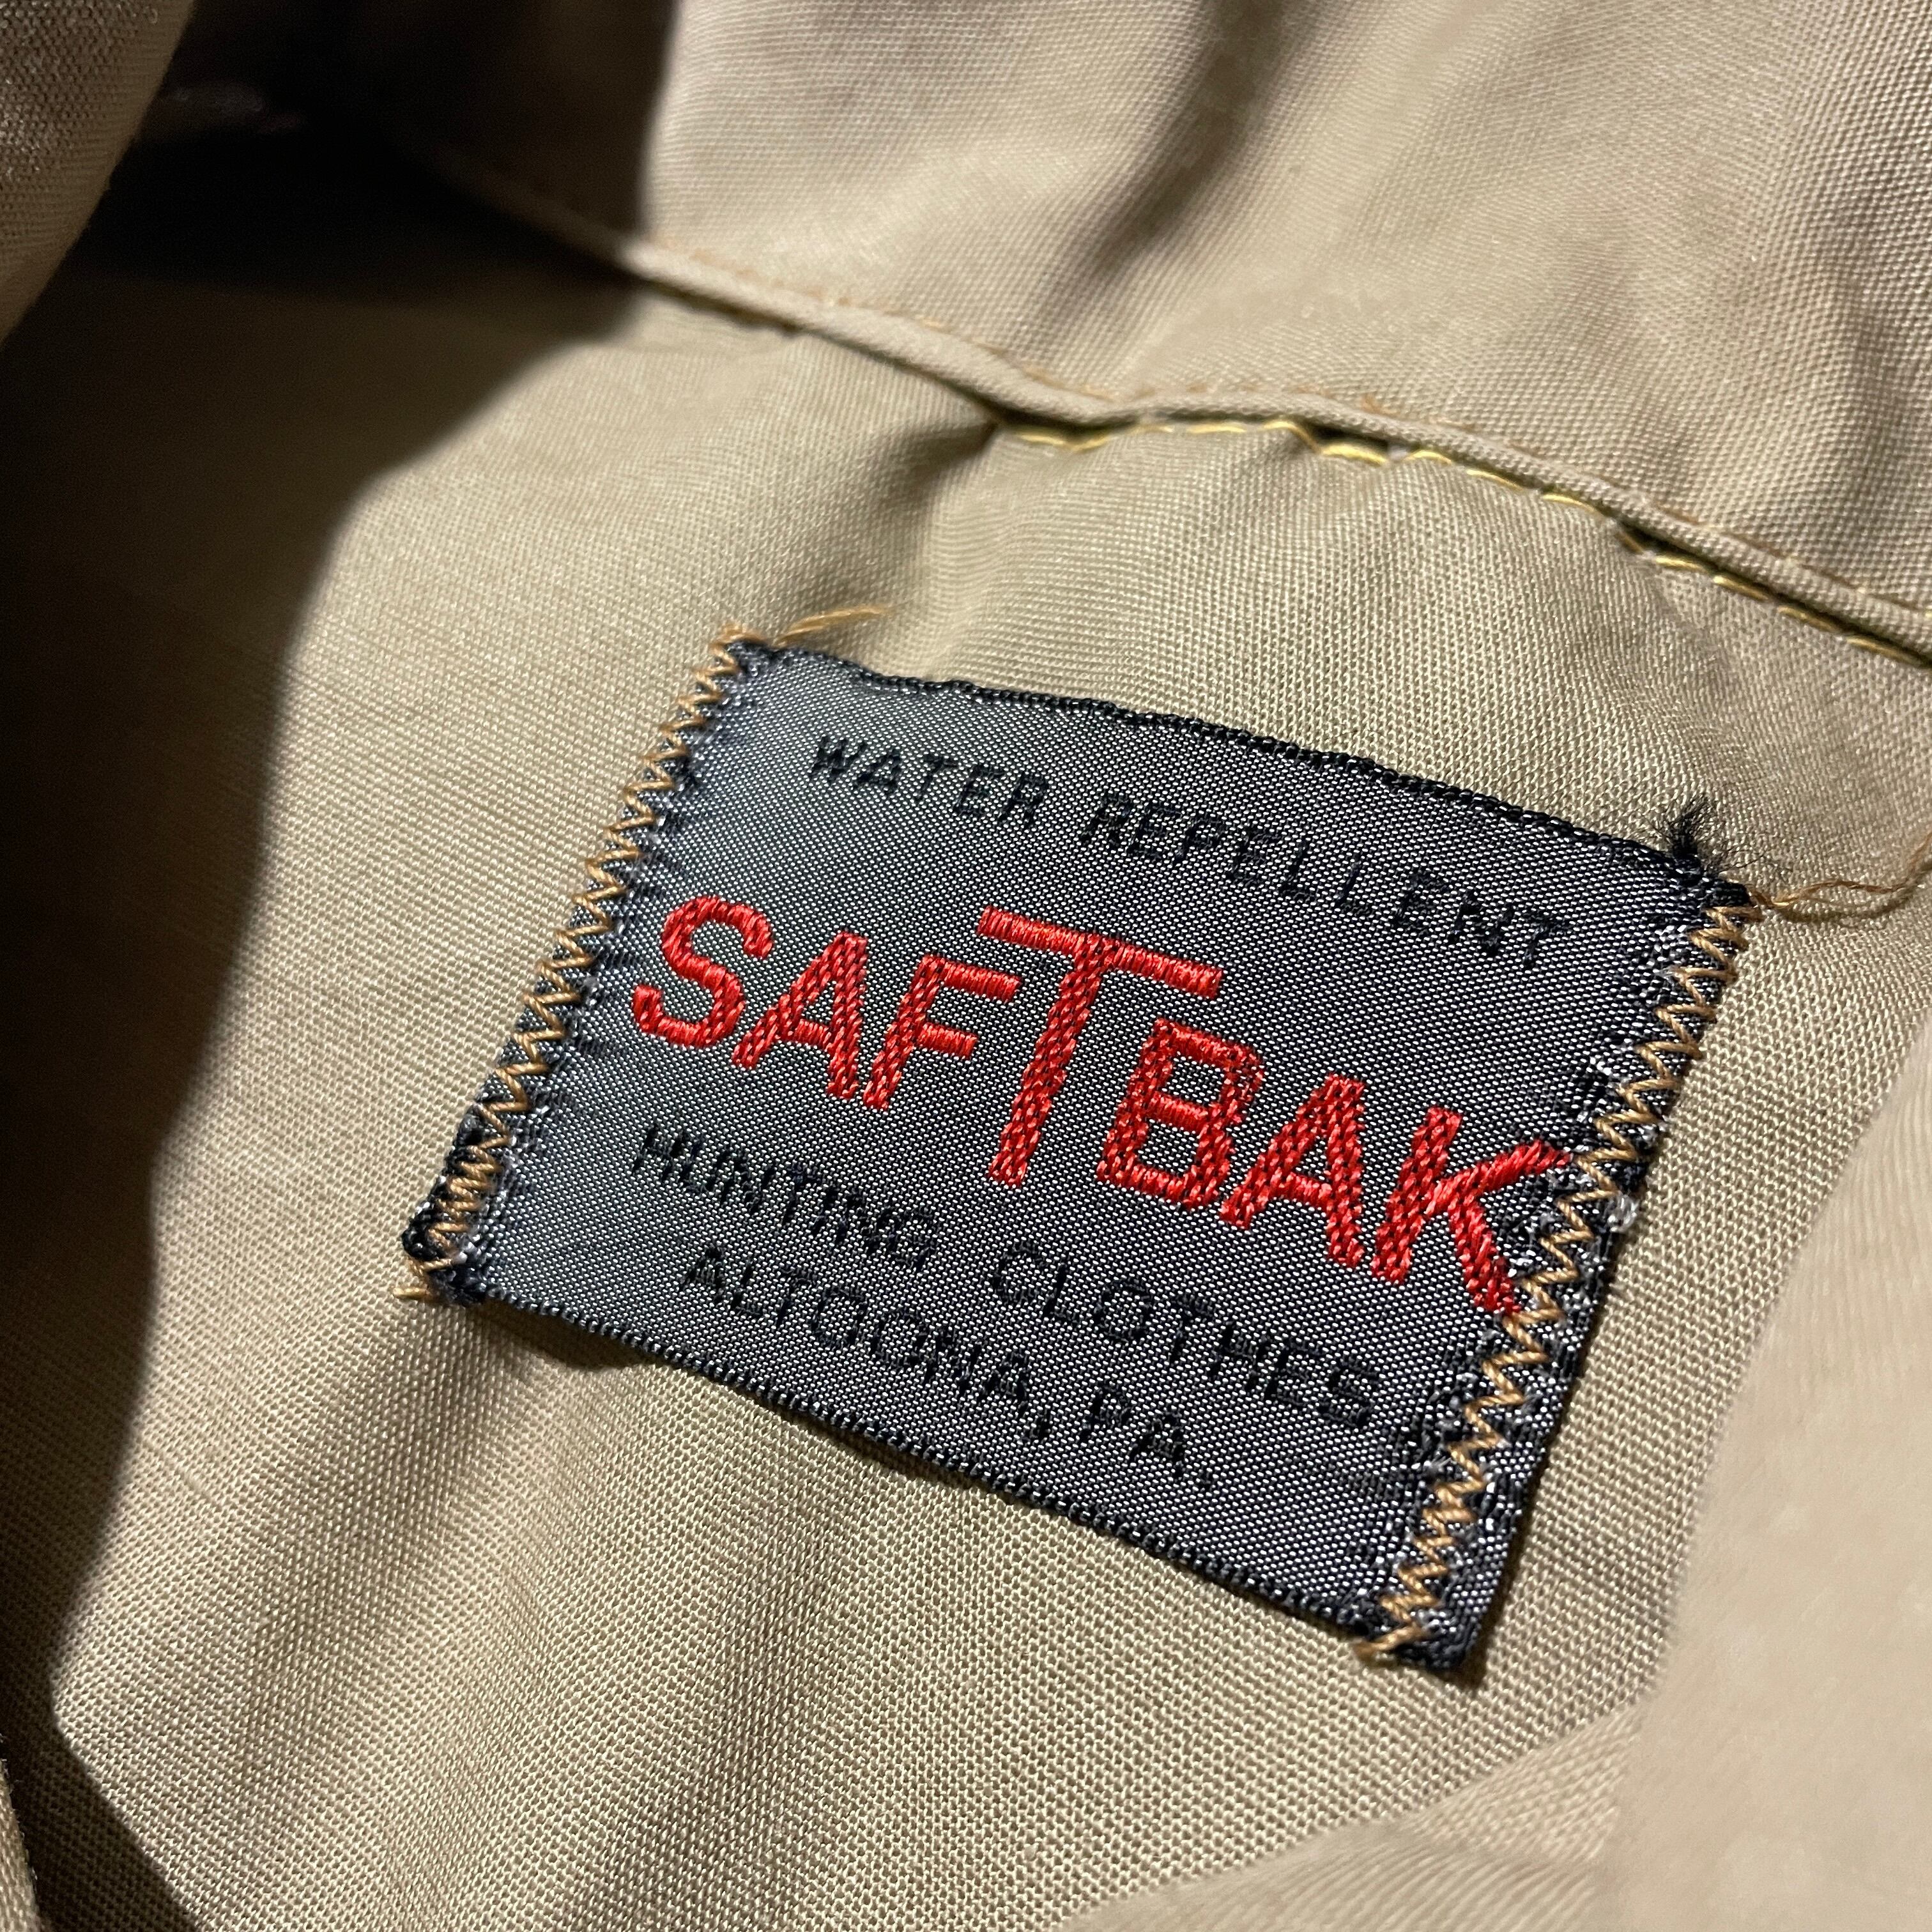 WATER REPELLENT
SAFTBAK
HUNTING CLOTHES
ALTOONA, PA.